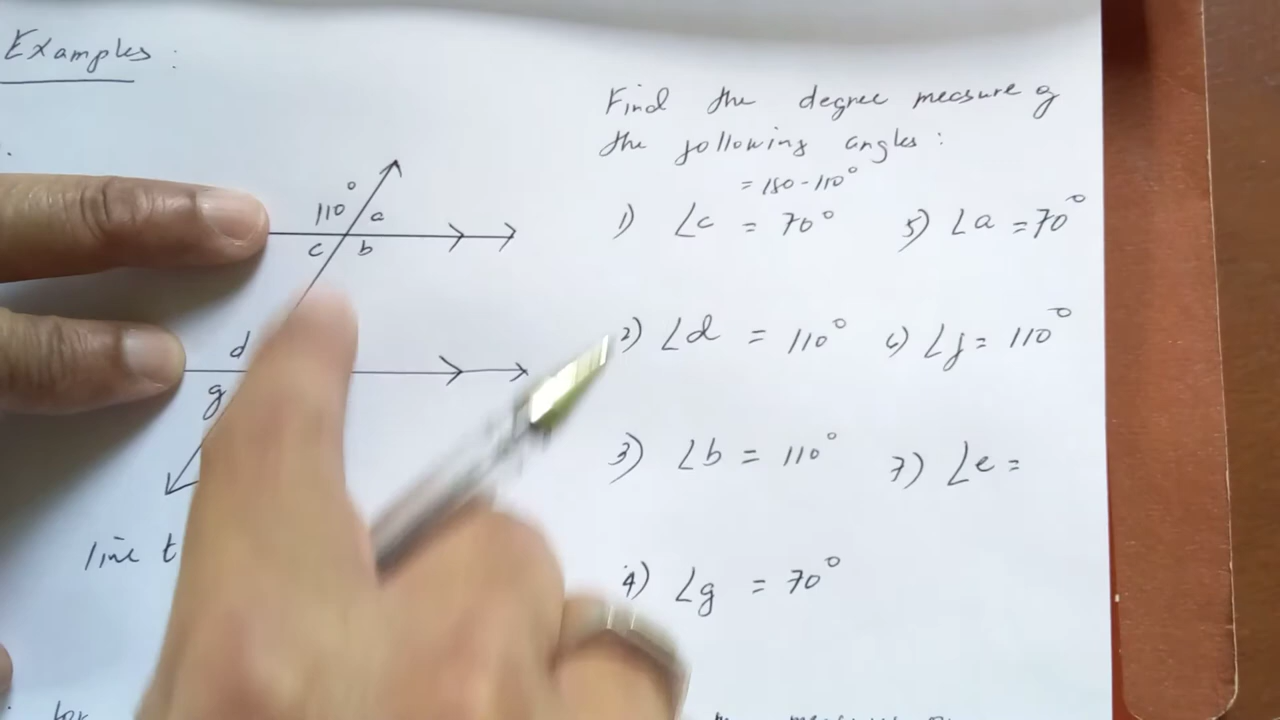 Examples:
Find the degree measure of
the following angles:
= 180 - 110°
1) ∠c = 70° 5) ∠a = 70°
110° a
c b
2) ∠d = 110° 6) ∠f = 110°
d
g
3) ∠b = 110° 7) ∠e =
line t
4) ∠g = 70°